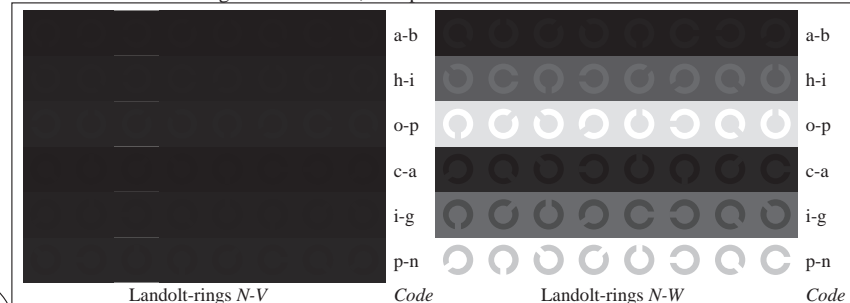 a-b a-b
h-i h-i
o-p o-p
c-a c-a
i-g i-g
p-n p-n
Landolt-rings N-V Code Landolt-rings N-W Code